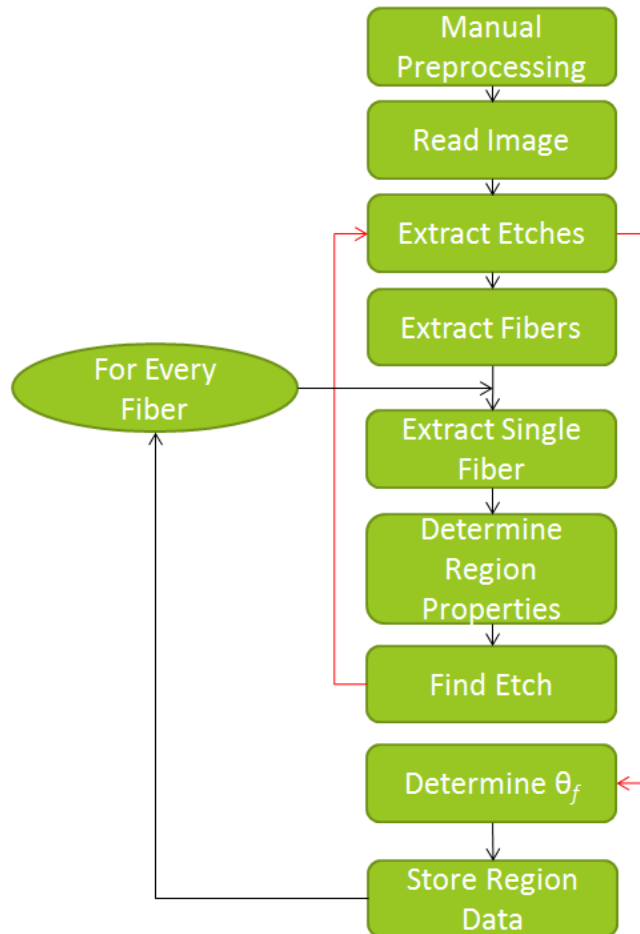 Manual
Preprocessing
Read Image
Extract Etches
Extract Fibers
For Every
Fiber
Extract Single
Fiber
Determine
Region
Properties
Find Etch
Determine θ_f
Store Region
Data